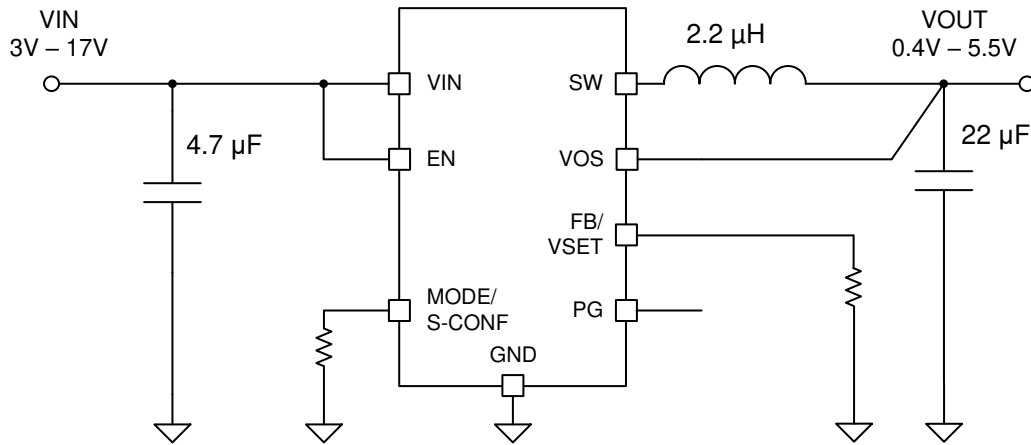 VIN
3V – 17V
4.7 µF
VIN
EN
MODE/
S-CONF
GND
SW
VOS
FB/
VSET
PG
2.2 µH
VOUT
0.4V – 5.5V
22 µF